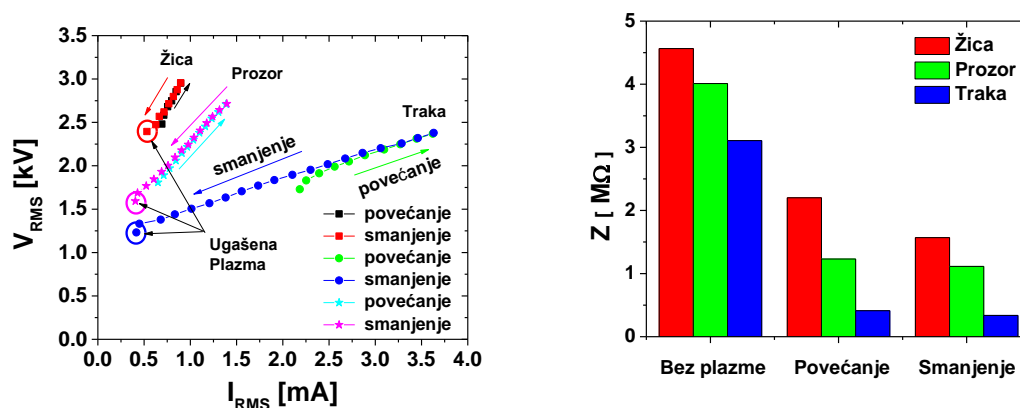 3.5
3.0
2.5
2.0
1.5
1.0
0.5
0.0
V_RMS [kV]
Žica
Prozor
Traka
smanjenje
povećanje
Ugašena
Plazma
povećanje
smanjenje
povećanje
smanjenje
povećanje
smanjenje
0.0 0.5 1.0 1.5 2.0 2.5 3.0 3.5 4.0
I_RMS [mA]
5
4
3
2
1
0
Z [ MΩ]
Žica
Prozor
Traka
Bez plazme Povećanje Smanjenje